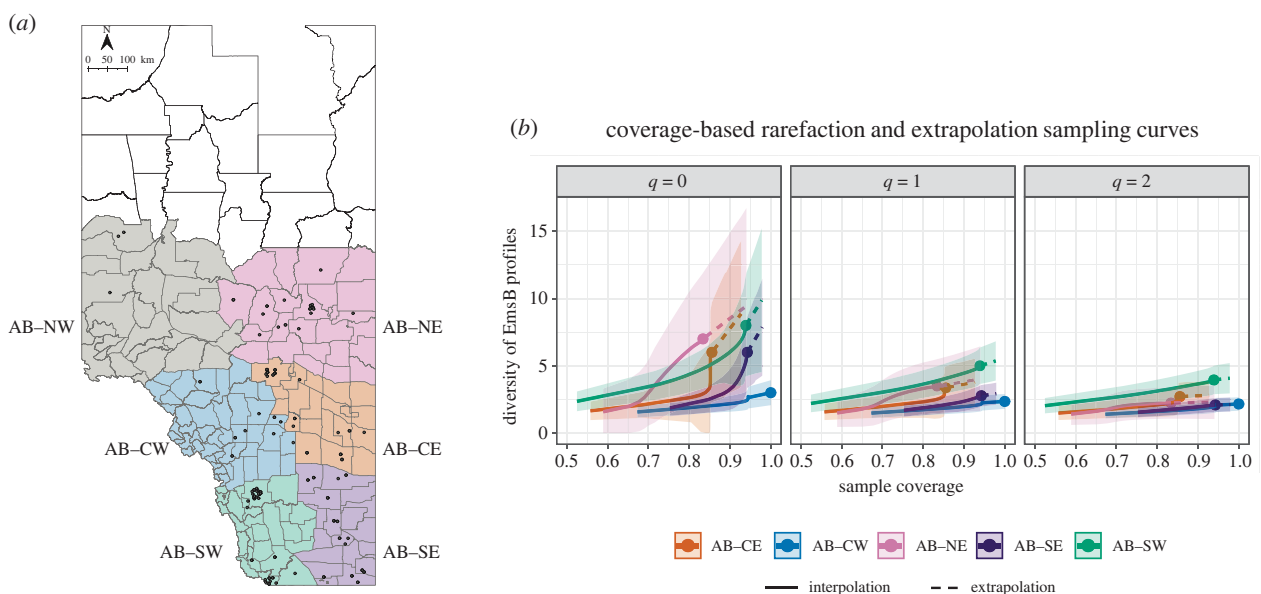 (a)
N
0 50 100 km
AB–NW
AB–NE
AB–CW
AB–CE
AB–SW
AB–SE
(b)
coverage-based rarefaction and extrapolation sampling curves
q = 0
q = 1
q = 2
diversity of EmsB profiles
15
10
5
0
0.5 0.6 0.7 0.8 0.9 1.0
0.5 0.6 0.7 0.8 0.9 1.0
0.5 0.6 0.7 0.8 0.9 1.0
sample coverage
AB–CE AB–CW AB–NE AB–SE AB–SW
interpolation extrapolation